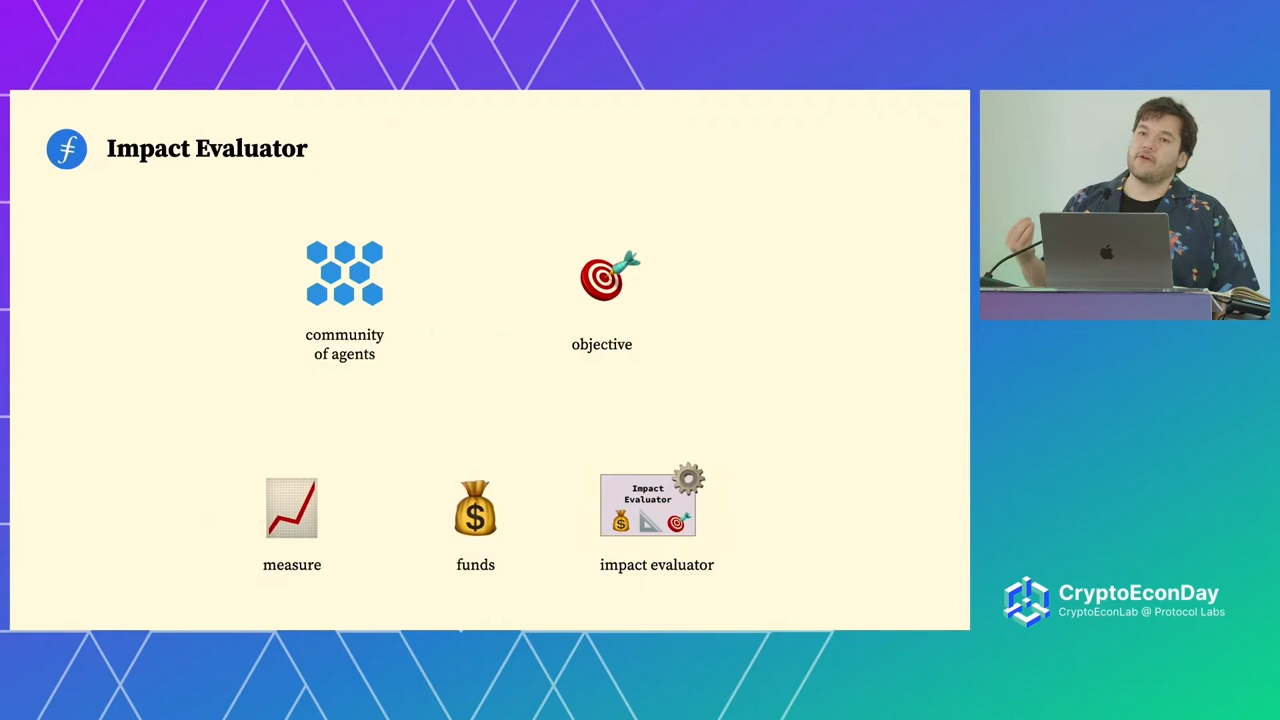 Impact Evaluator
community
of agents
objective
Impact
Evaluator
measure
funds
impact evaluator
CryptoEconDay
CryptoEconLab @ Protocol Labs